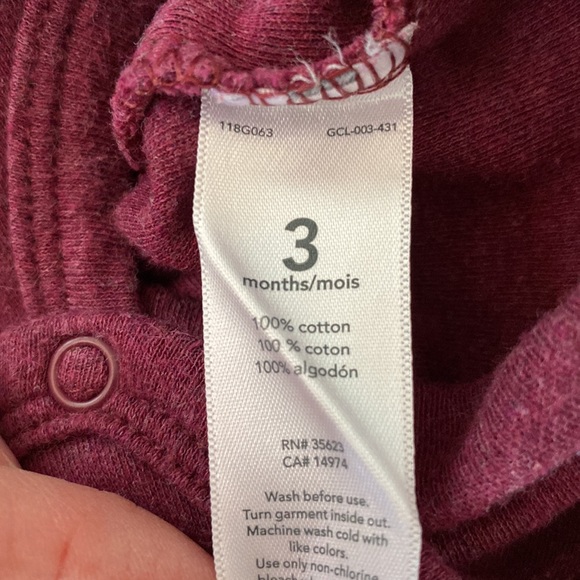 118G063 GCL-003-431
3
months/mois
100% cotton
100 % coton
100% algodón
RN# 35623
CA# 14974
Wash before use.
Turn garment inside out.
Machine wash cold with
like colors.
Use only non-chlorine